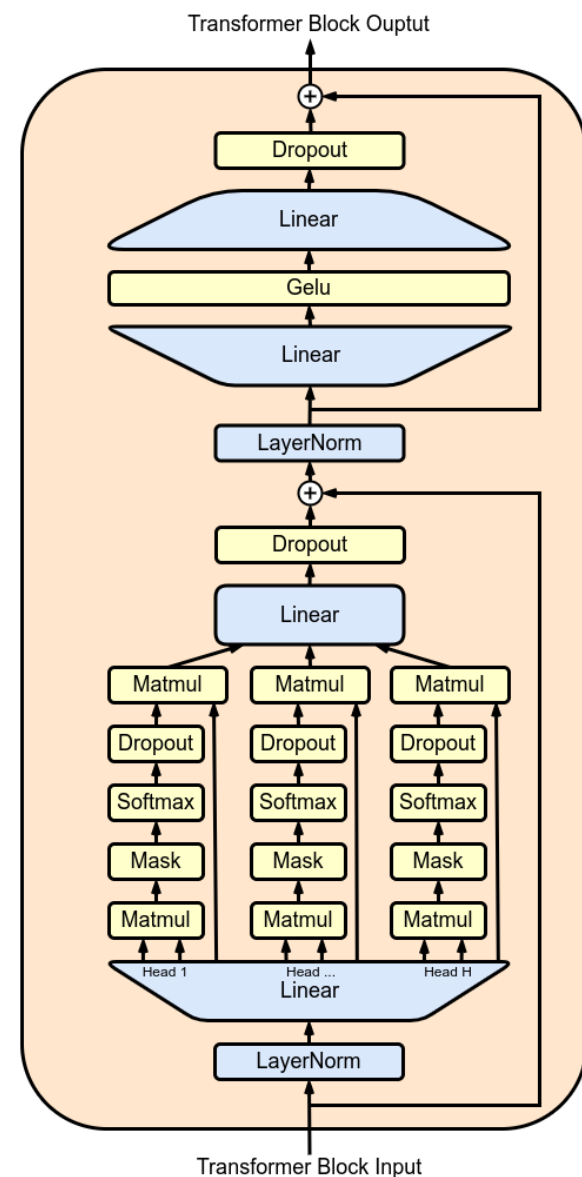 Transformer Block Ouptut
+
Dropout
Linear
Gelu
Linear
LayerNorm
+
Dropout
Linear
Matmul Matmul Matmul
Dropout Dropout Dropout
Softmax Softmax Softmax
Mask Mask Mask
Matmul Matmul Matmul
Head 1 Head ... Head H
Linear
LayerNorm
Transformer Block Input